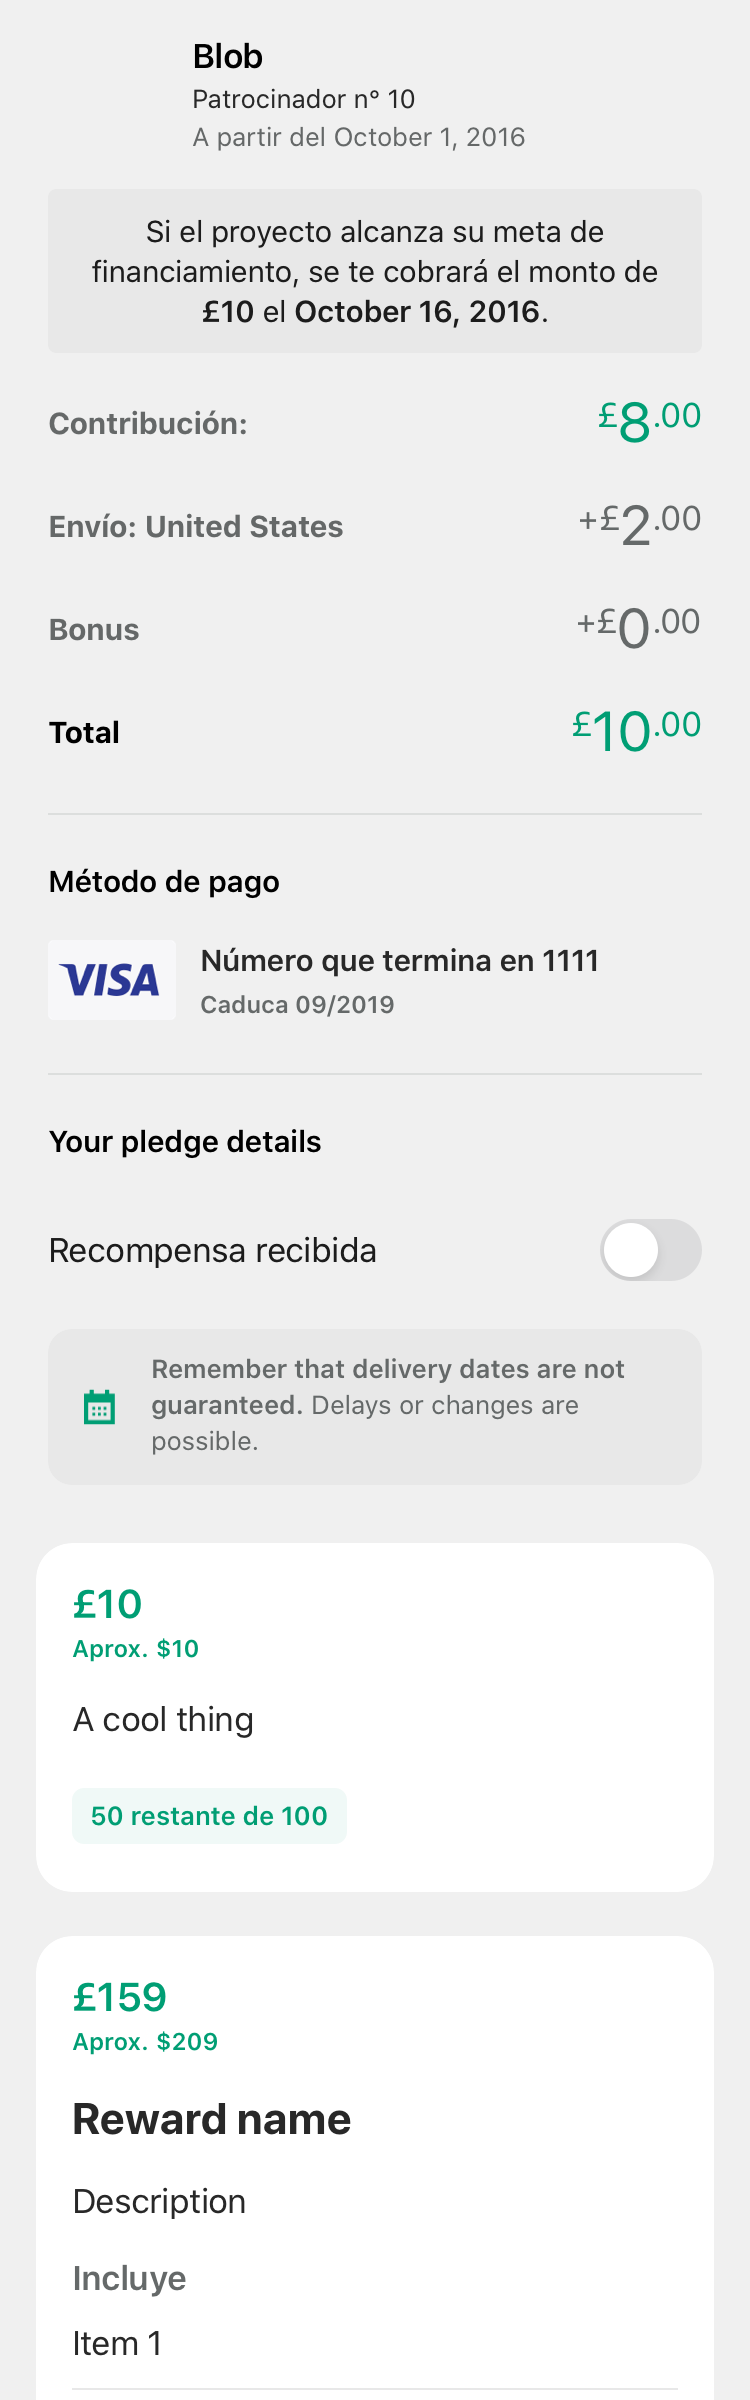 Blob
Patrocinador n° 10
A partir del October 1, 2016
Si el proyecto alcanza su meta de
financiamiento, se te cobrará el monto de
£10 el October 16, 2016.
Contribución:
£8.00
Envío: United States
+£2.00
Bonus
+£0.00
Total
£10.00
Método de pago
VISA
Número que termina en 1111
Caduca 09/2019
Your pledge details
Recompensa recibida
Remember that delivery dates are not
guaranteed. Delays or changes are
possible.
£10
Aprox. $10
A cool thing
50 restante de 100
£159
Aprox. $209
Reward name
Description
Incluye
Item 1